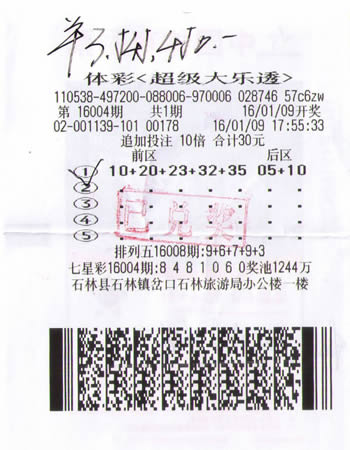 体彩<超级大乐透>
110538-497200-088006-970006 028746 57c6zw
第 16004期 共1期 16/01/09开奖
02-001139-101 00178 16/01/09 17:55:33
追加投注 10倍 合计30元
前区 后区
① 10+20+23+32+35 05+10
②
③
④
⑤
已兑奖
排列五16008期:9+6+7+9+3
七星彩16004期:8 4 8 1 0 6 0 奖池1244万
石林县石林镇岔口石林旅游局办公楼一楼